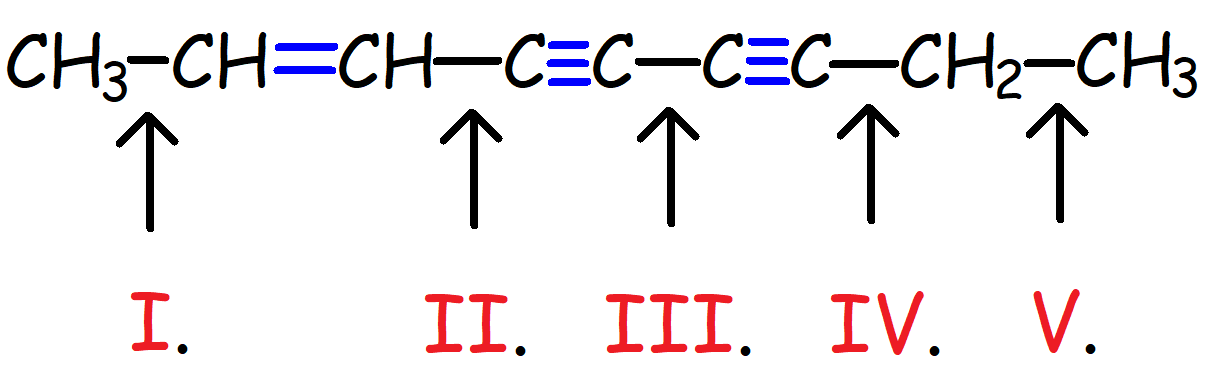 CH₃–CH=CH–C≡C–C≡C–CH₂–CH₃
I. II. III. IV. V.